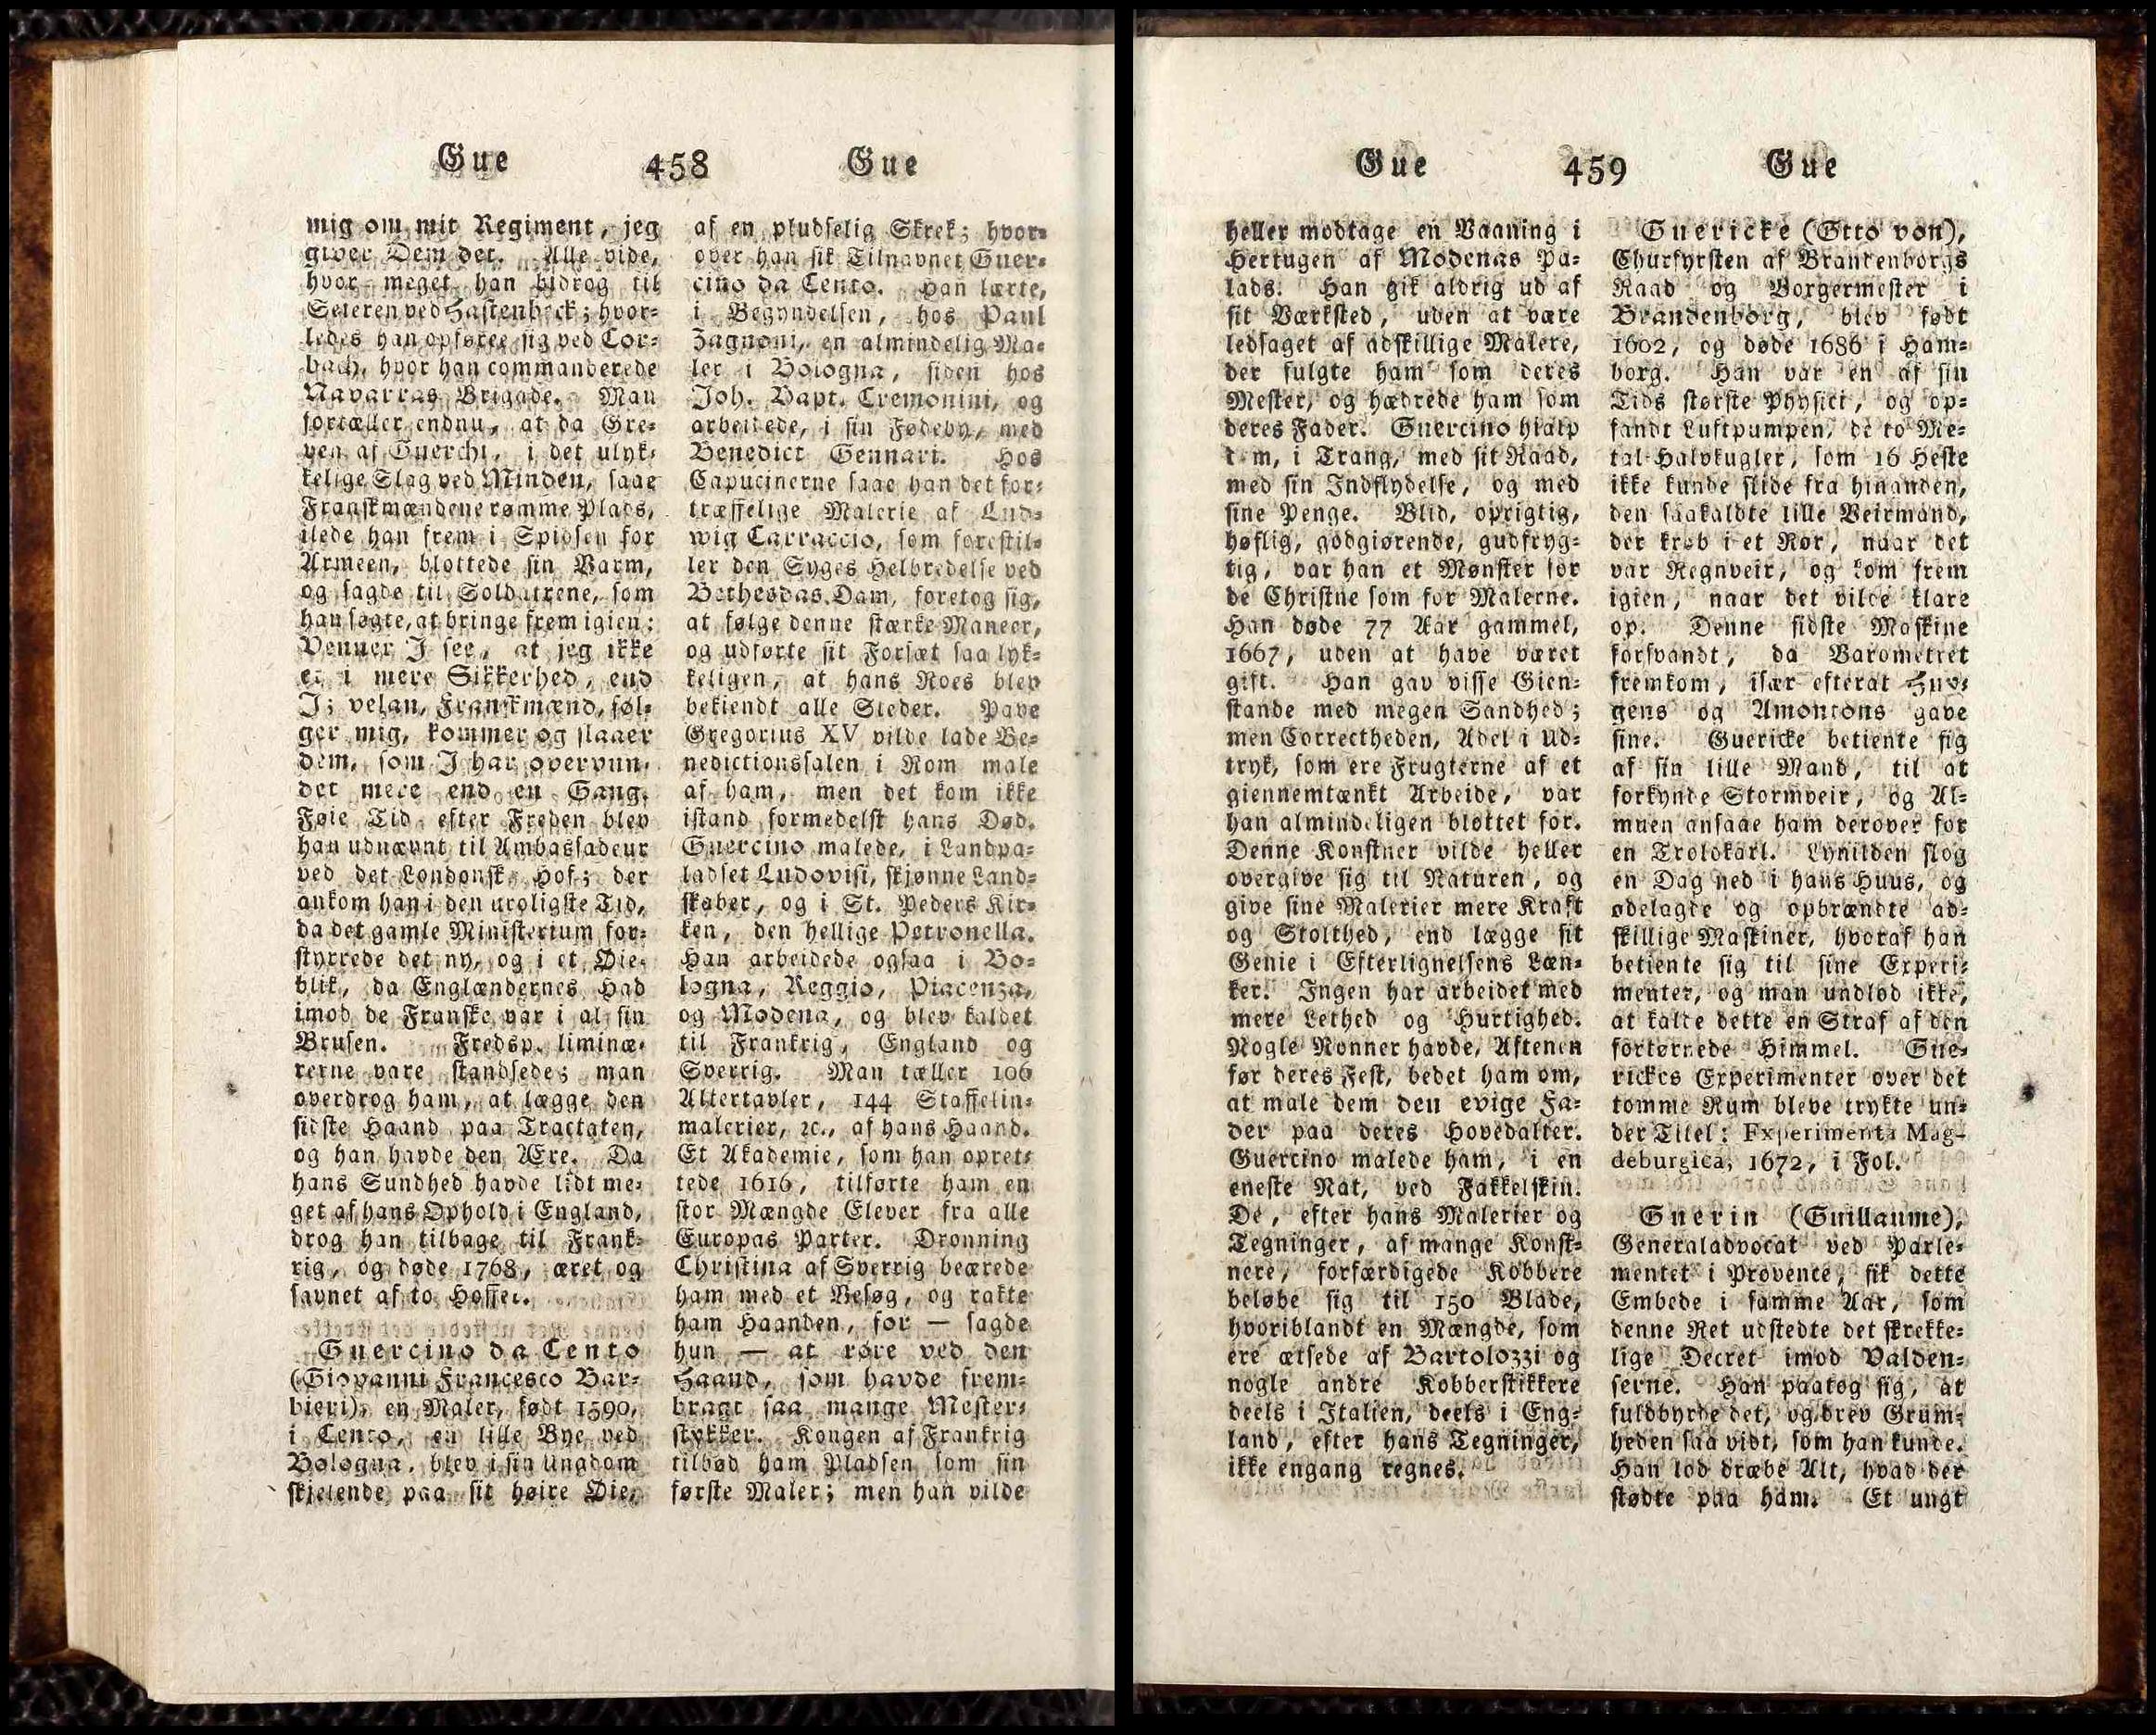 Gue 458 Gue
mig om mit Regiment, jeg
giver Dem det. Alle vide,
hvor meget han bidrog til
Seieren ved Hastenbeck; hvor-
ledes han opførte sig ved Cor-
bach, hvor han commanderede
Navarras Brigade. Man
fortæller endnu, at da Gre-
ven af Guerchi, i det ulyk-
kelige Slag ved Minden, saae
Franskmændene rømme Plads,
ilede han frem i Spidsen for
Armeen, blottede sin Barm,
og sagde til Soldaterne, som
han søgte, at bringe frem igien:
Venner I see, at jeg ikke
er i mere Sikkerhed, end
I; velan, Franskmænd, føl-
ger mig, kommer og slaaer
dem, som I har overvun-
det mere end en Gang.
Føie Tid efter Freden blev
han udnævnt til Ambassadeur
ved det Londonske Hof; der
ankom han i den uroligste Tid,
da det gamle Ministerium for-
styrrede det ny, og i et Øie-
blik, da Englændernes Had
imod de Franske var i al sin
Brusen. Fredspr. liminæ-
rerne vare standsede; man
overdrog ham, at lægge den
sidste Haand paa Tractaten,
og han havde den Ære. Da
hans Sundhed havde lidt me-
get af hans Ophold i England,
drog han tilbage til Frank-
rig, og døde 1768, æret og
savnet af to Hoffer.
Guercino da Cento
(Giovanni Francesco Bar-
bieri), en Maler, født 1590,
i Cento, en lille Bye ved
Bologna, blev i sin Ungdom
skjelende paa sit høire Øie,
af en pludselig Skrek; hvor-
over han fik Tilnavnet Guer-
cino da Cento. Han lærte,
i Begyndelsen, hos Paul
Zagnoni, en almindelig Ma-
ler i Bologna, siden hos
Joh. Bapt. Cremonini, og
arbeidede, i sin Fødeby, med
Benedict Gennari. Hos
Capucinerne saae han det for-
træffelige Malerie af Lud-
wig Carraccio, som forestil-
ler den Syges Helbredelse ved
Bethesdas Dam, foretog sig,
at følge denne stærke Maneer,
og udførte sit Forsæt saa lyk-
keligen, at hans Roes blev
bekiendt alle Steder. Pave
Gregorius XV vilde lade Be-
nedictionssalen i Rom male
af ham, men det kom ikke
istand formedelst hans Død.
Guercino malede, i Landpa-
ladset Ludovisi, skjønne Land-
skaber, og i St. Peders Kir-
ken, den hellige Petronella.
Han arbeidede ogsaa i Bo-
logna, Reggio, Piacenza,
og Modena, og blev kaldet
til Frankrig, England og
Sverrig. Man tæller 106
Altertavler, 144 Staffelin-
malerier, ꝛc., af hans Haand.
Et Akademie, som han opret-
tede 1616, tilførte ham en
stor Mængde Elever fra alle
Europas Parter. Dronning
Christina af Sverrig beærede
ham med et Besøg, og rakte
ham Haanden, for — sagde
hun — at røre ved den
Haand, som havde frem-
bragt saa mange Mester-
stykker. Kongen af Frankrig
tilbød ham Pladsen som sin
første Maler; men han vilde
Gue 459 Gue
heller modtage en Vaaning i
Hertugen af Modenas Pa-
lads. Han gik aldrig ud af
sit Værksted, uden at være
ledsaget af adskillige Malere,
der fulgte ham som deres
Mester, og hædrede ham som
deres Fader. Guercino hialp
dem, i Trang, med sit Raad,
med sin Indflydelse, og med
sine Penge. Blid, oprigtig,
høflig, godgiørende, gudfryg-
tig, var han et Mønster for
de Christne som for Malerne.
Han døde 77 Aar gammel,
1667, uden at have været
gift. Han gav visse Gien-
stande med megen Sandhed;
men Correctheden, Adel i Ud-
tryk, som ere Frugterne af et
giennemtænkt Arbeide, var
han almindeligen blottet for.
Denne Konstner vilde heller
overgive sig til Naturen, og
give sine Malerier mere Kraft
og Stolthed, end lægge sit
Genie i Efterlignelsens Læn-
ker. Ingen har arbeidet med
mere Lethed og Hurtighed.
Nogle Nonner havde, Aftenen
før deres Fest, bedet ham om,
at male dem den evige Fa-
der paa deres Hovedalter.
Guercino malede ham, i en
eneste Nat, ved Fakkelskin.
De, efter hans Malerier og
Tegninger, af mange Konst-
nere, forfærdigede Kobbere
beløbe sig til 150 Blade,
hvoriblandt en Mængde, som
ere ætsede af Bartolozzi og
nogle andre Kobberstikkere
deels i Italien, deels i Eng-
land, efter hans Tegninger,
ikke engang regnes.
Guericke (Otto von),
Churfyrsten af Brandenborgs
Raad og Borgermester i
Brandenborg, blev født
1602, og døde 1686 i Ham-
borg. Han var en af sin
Tids største Physici, og op-
fandt Luftpumpen, de to Me-
tal-Halvkugler, som 16 Heste
ikke kunde slide fra hinanden,
den saakaldte lille Veirmand,
der krøb i et Rør, naar det
var Regnveir, og kom frem
igien, naar det vilde klare
op. Denne sidste Maskine
forsvandt, da Barometret
fremkom, især efterat Huy-
gens og Amontons gave
sine. Guericke betiente sig
af sin lille Mand, til at
forkynde Stormveir, og Al-
muen ansaae ham derover for
en Troldkarl. Lynilden slog
en Dag ned i hans Huus, og
ødelagde og opbrændte ad-
skillige Maskiner, hvoraf han
betiente sig til sine Experi-
menter, og man undlod ikke,
at kalde dette en Straf af den
fortørnede Himmel. Gue-
rickes Experimenter over det
tomme Rum bleve trykte un-
der Titel: Experimenta Mag-
deburgica, 1672, i Fol.
Guerin (Guillaume),
Generaladvocat ved Parle-
mentet i Provence, fik dette
Embede i samme Aar, som
denne Ret udstedte det skrekke-
lige Decret imod Valden-
serne. Han paatog sig, at
fuldbyrde det, og drev Grum-
heden saa vidt, som han kunde.
Han lod dræbe Alt, hvad der
stødte paa ham. Et ungt